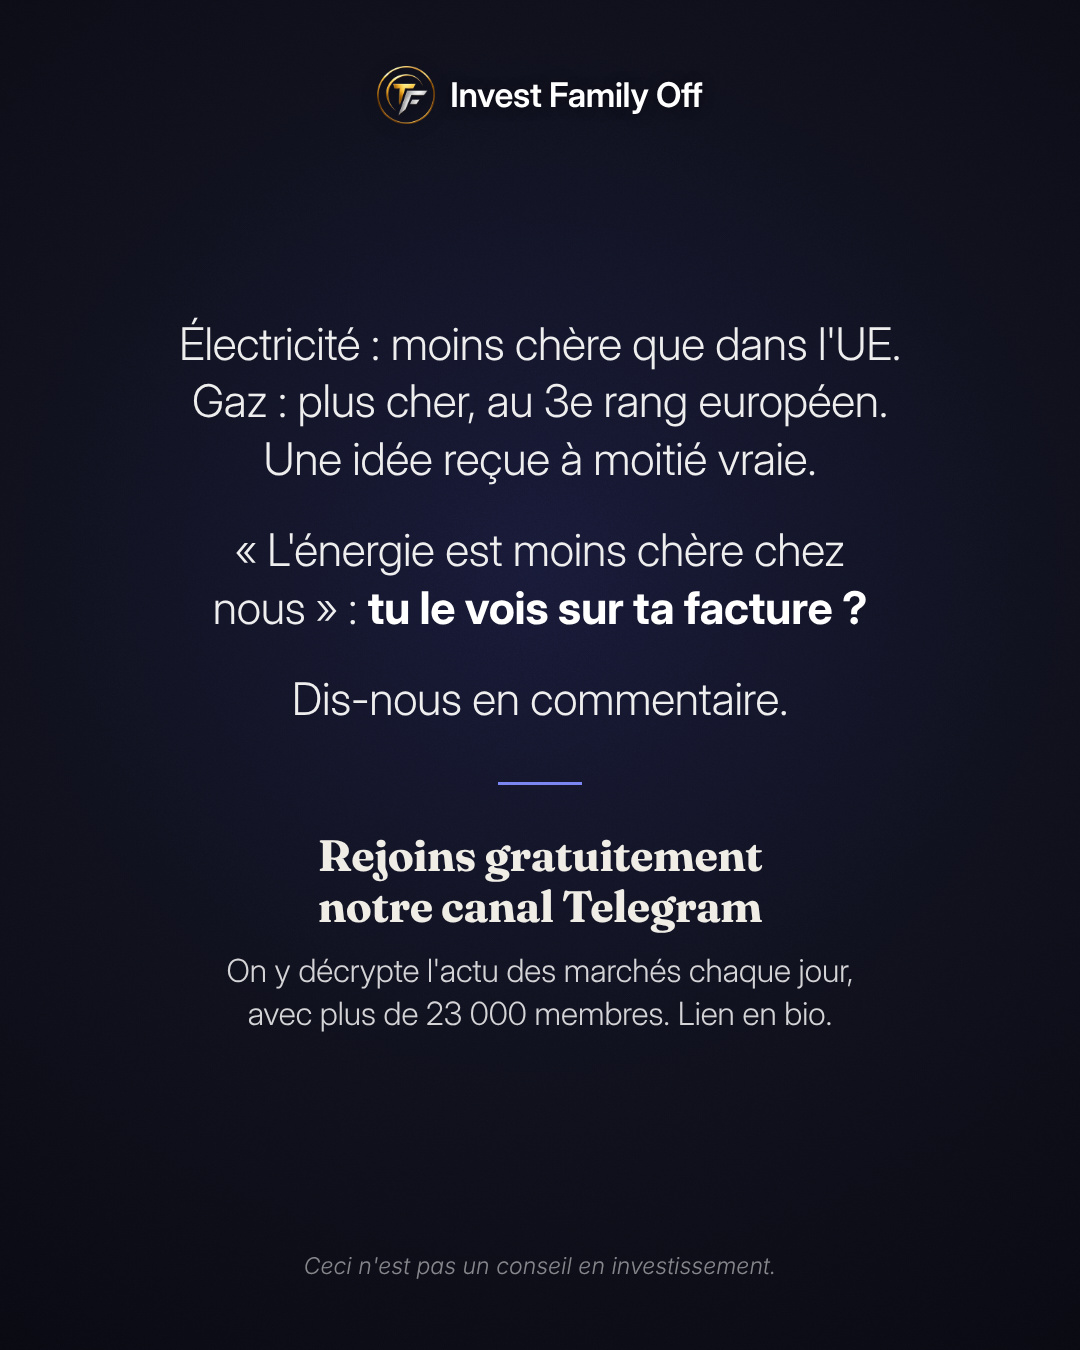 TF Invest Family Off
Électricité : moins chère que dans l'UE.
Gaz : plus cher, au 3e rang européen.
Une idée reçue à moitié vraie.
« L'énergie est moins chère chez
nous » : tu le vois sur ta facture ?
Dis-nous en commentaire.
Rejoins gratuitement
notre canal Telegram
On y décrypte l'actu des marchés chaque jour,
avec plus de 23 000 membres. Lien en bio.
Ceci n'est pas un conseil en investissement.